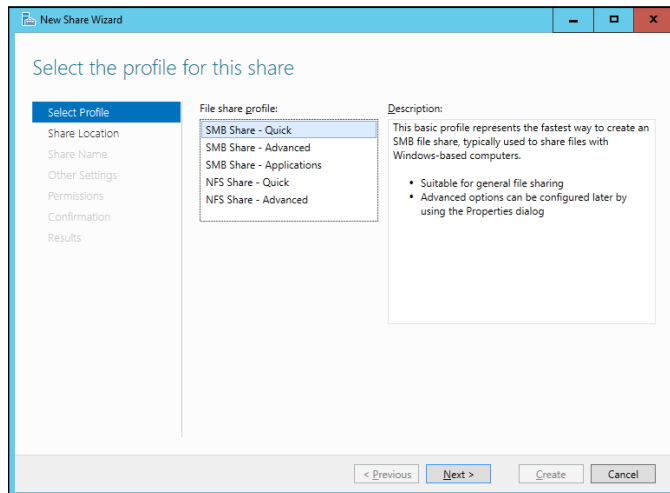 New Share Wizard
Select the profile for this share
Select Profile
Share Location
Share Name
Other Settings
Permissions
Confirmation
Results
File share profile:
SMB Share - Quick
SMB Share - Advanced
SMB Share - Applications
NFS Share - Quick
NFS Share - Advanced
Description:
This basic profile represents the fastest way to create an
SMB file share, typically used to share files with
Windows-based computers.
• Suitable for general file sharing
• Advanced options can be configured later by
using the Properties dialog
< Previous Next > Create Cancel